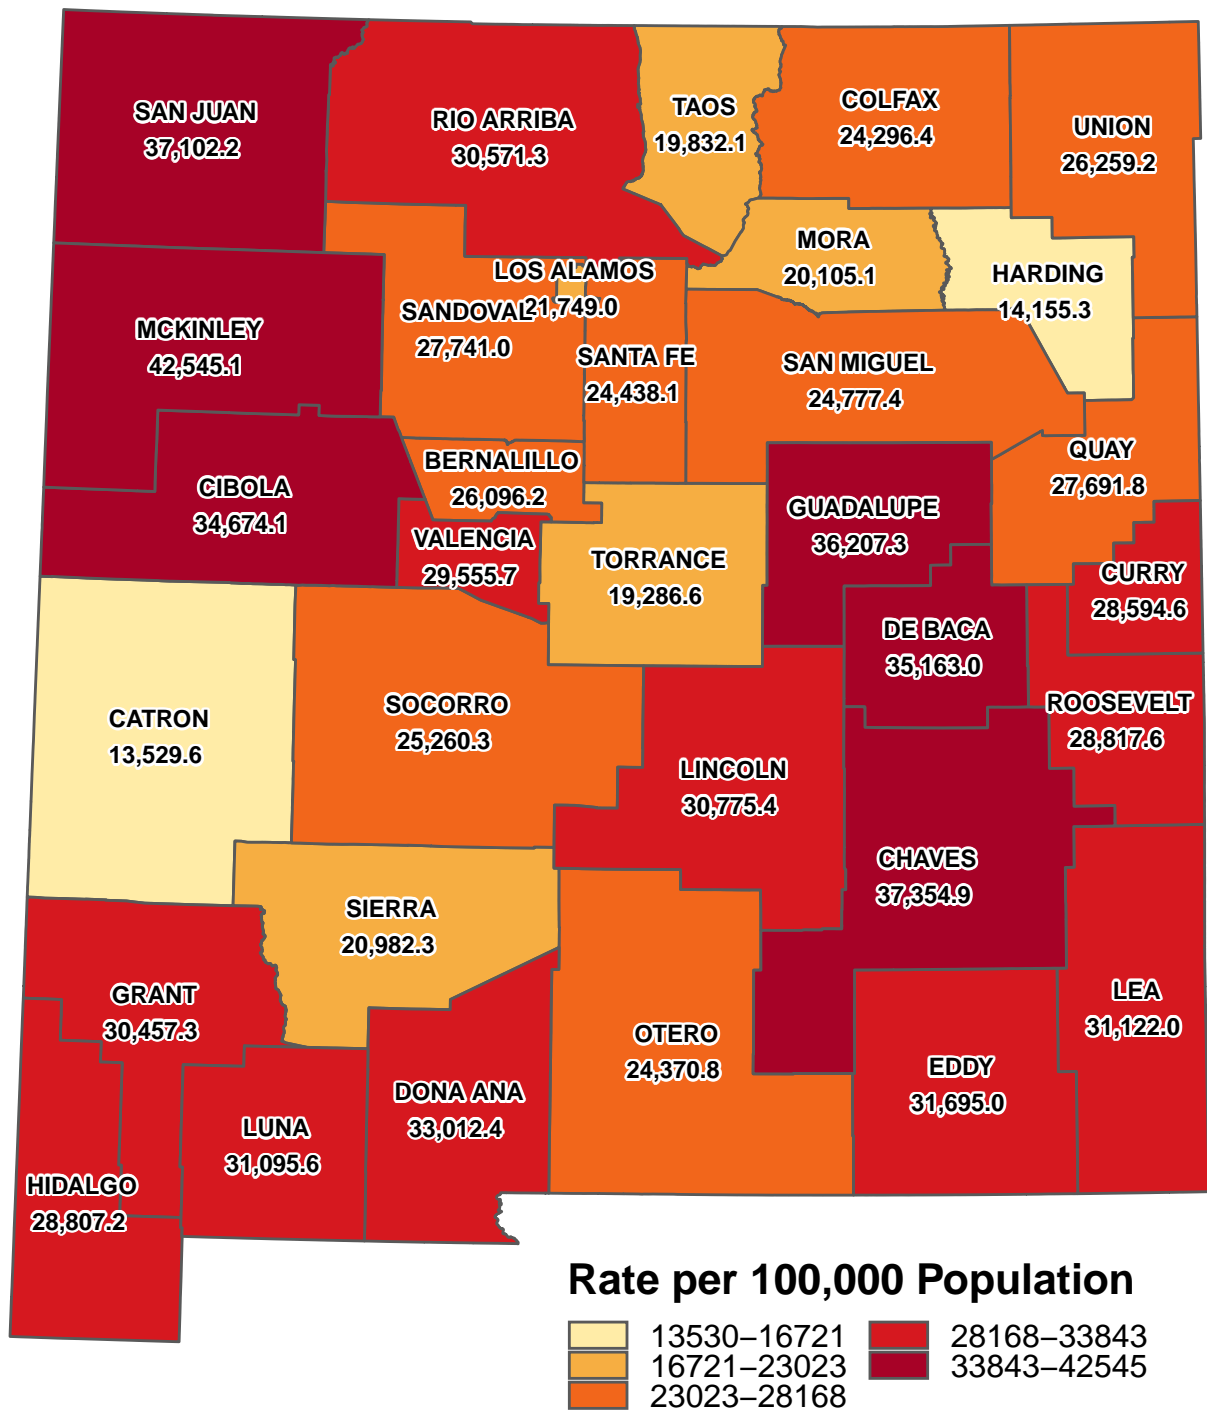 SAN JUAN
37,102.2
RIO ARRIBA
30,571.3
TAOS
19,832.1
COLFAX
24,296.4
UNION
26,259.2
MORA
20,105.1
HARDING
14,155.3
LOS ALAMOS
21,749.0
SANDOVAL
27,741.0
MCKINLEY
42,545.1
SANTA FE
24,438.1
SAN MIGUEL
24,777.4
QUAY
27,691.8
BERNALILLO
26,096.2
CIBOLA
34,674.1
GUADALUPE
36,207.3
VALENCIA
29,555.7
TORRANCE
19,286.6
CURRY
28,594.6
DE BACA
35,163.0
ROOSEVELT
28,817.6
SOCORRO
25,260.3
CATRON
13,529.6
LINCOLN
30,775.4
CHAVES
37,354.9
SIERRA
20,982.3
GRANT
30,457.3
LEA
31,122.0
OTERO
24,370.8
EDDY
31,695.0
DONA ANA
33,012.4
LUNA
31,095.6
HIDALGO
28,807.2
Rate per 100,000 Population
13530–16721
16721–23023
23023–28168
28168–33843
33843–42545